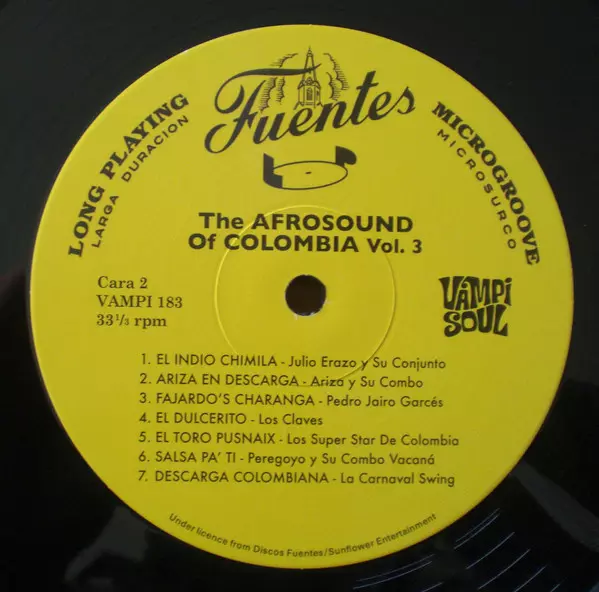 LONG PLAYING
LARGA DURACION
Fuentes
MICROGROOVE
MICROSURCO
The AFROSOUND
Of COLOMBIA Vol. 3
Cara 2
VAMPI 183
33 1/3 rpm
VAMPI
SOUL
1. EL INDIO CHIMILA - Julio Erazo y Su Conjunto
2. ARIZA EN DESCARGA - Ariza y Su Combo
3. FAJARDO'S CHARANGA - Pedro Jairo Garcés
4. EL DULCERITO - Los Claves
5. EL TORO PUSNAIX - Los Super Star De Colombia
6. SALSA PA' TI - Peregoyo y Su Combo Vacaná
7. DESCARGA COLOMBIANA - La Carnaval Swing
Under licence from Discos Fuentes/Sunflower Entertainment